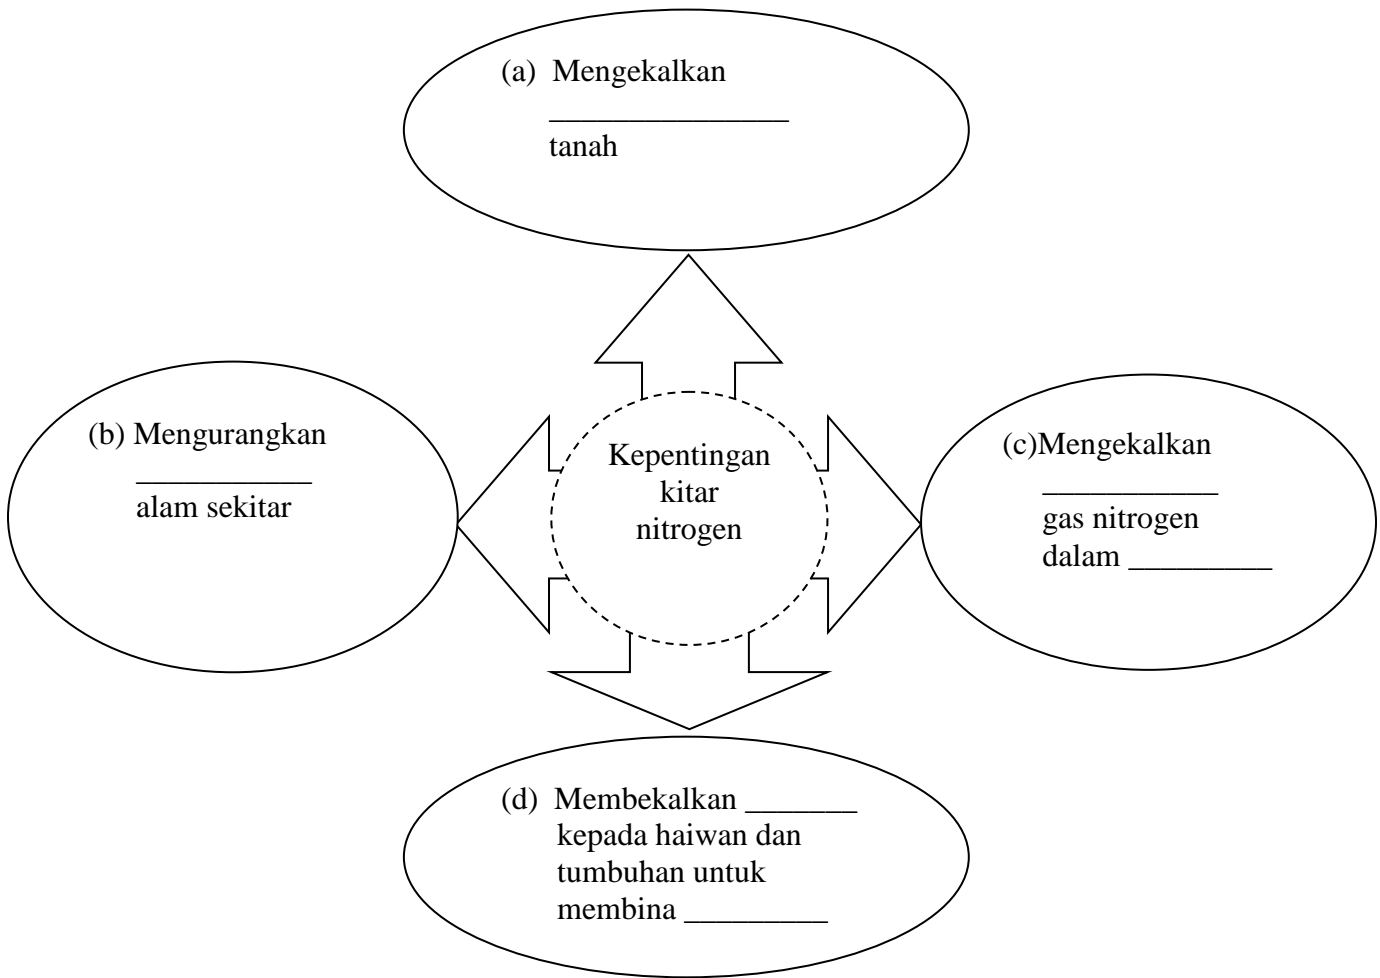 (a) Mengekalkan
_______________
tanah
(b) Mengurangkan
___________
alam sekitar
Kepentingan
kitar
nitrogen
(c)Mengekalkan
___________
gas nitrogen
dalam _________
(d) Membekalkan _______
kepada haiwan dan
tumbuhan untuk
membina _________